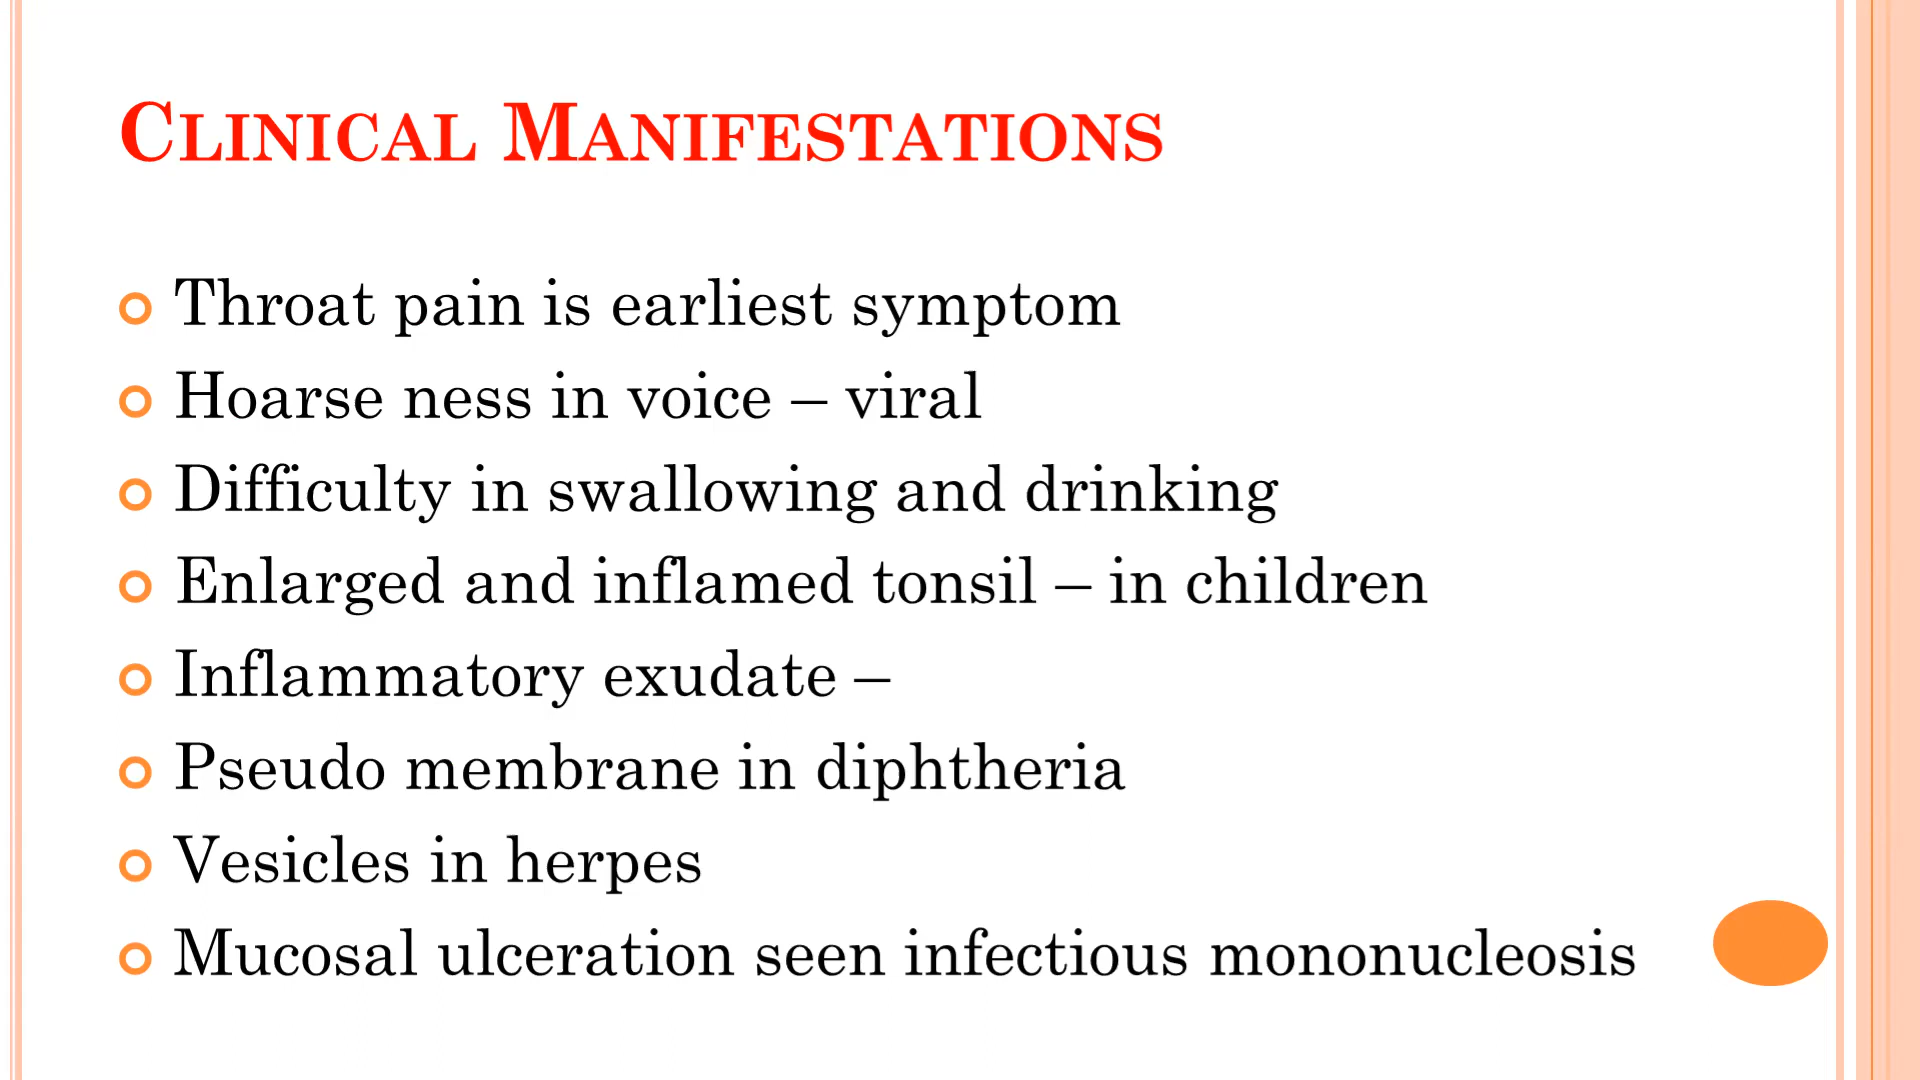 CLINICAL MANIFESTATIONS
Throat pain is earliest symptom
Hoarse ness in voice – viral
Difficulty in swallowing and drinking
Enlarged and inflamed tonsil – in children
Inflammatory exudate –
Pseudo membrane in diphtheria
Vesicles in herpes
Mucosal ulceration seen infectious mononucleosis